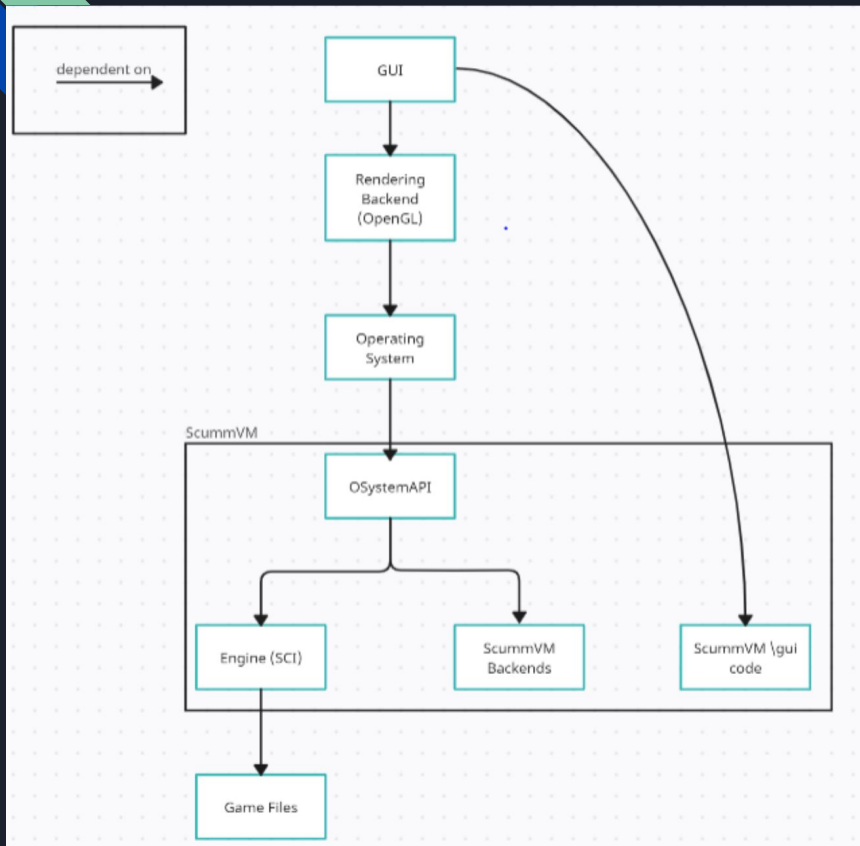 dependent on
GUI
Rendering
Backend
(OpenGL)
Operating
System
ScummVM
OSystemAPI
Engine (SCI)
ScummVM
Backends
ScummVM \gui
code
Game Files